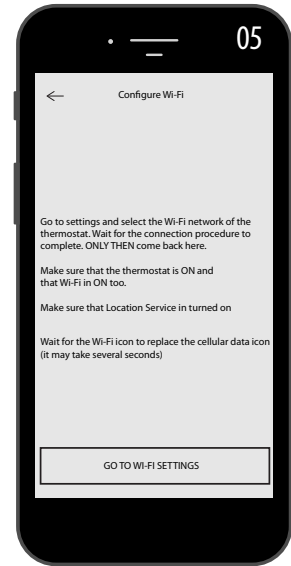 05
Configure Wi-Fi
Go to settings and select the Wi-Fi network of the
thermostat. Wait for the connection procedure to
complete. ONLY THEN come back here.
Make sure that the thermostat is ON and
that Wi-Fi in ON too.
Make sure that Location Service in turned on
Wait for the Wi-Fi icon to replace the cellular data icon
(it may take several seconds)
GO TO WI-FI SETTINGS